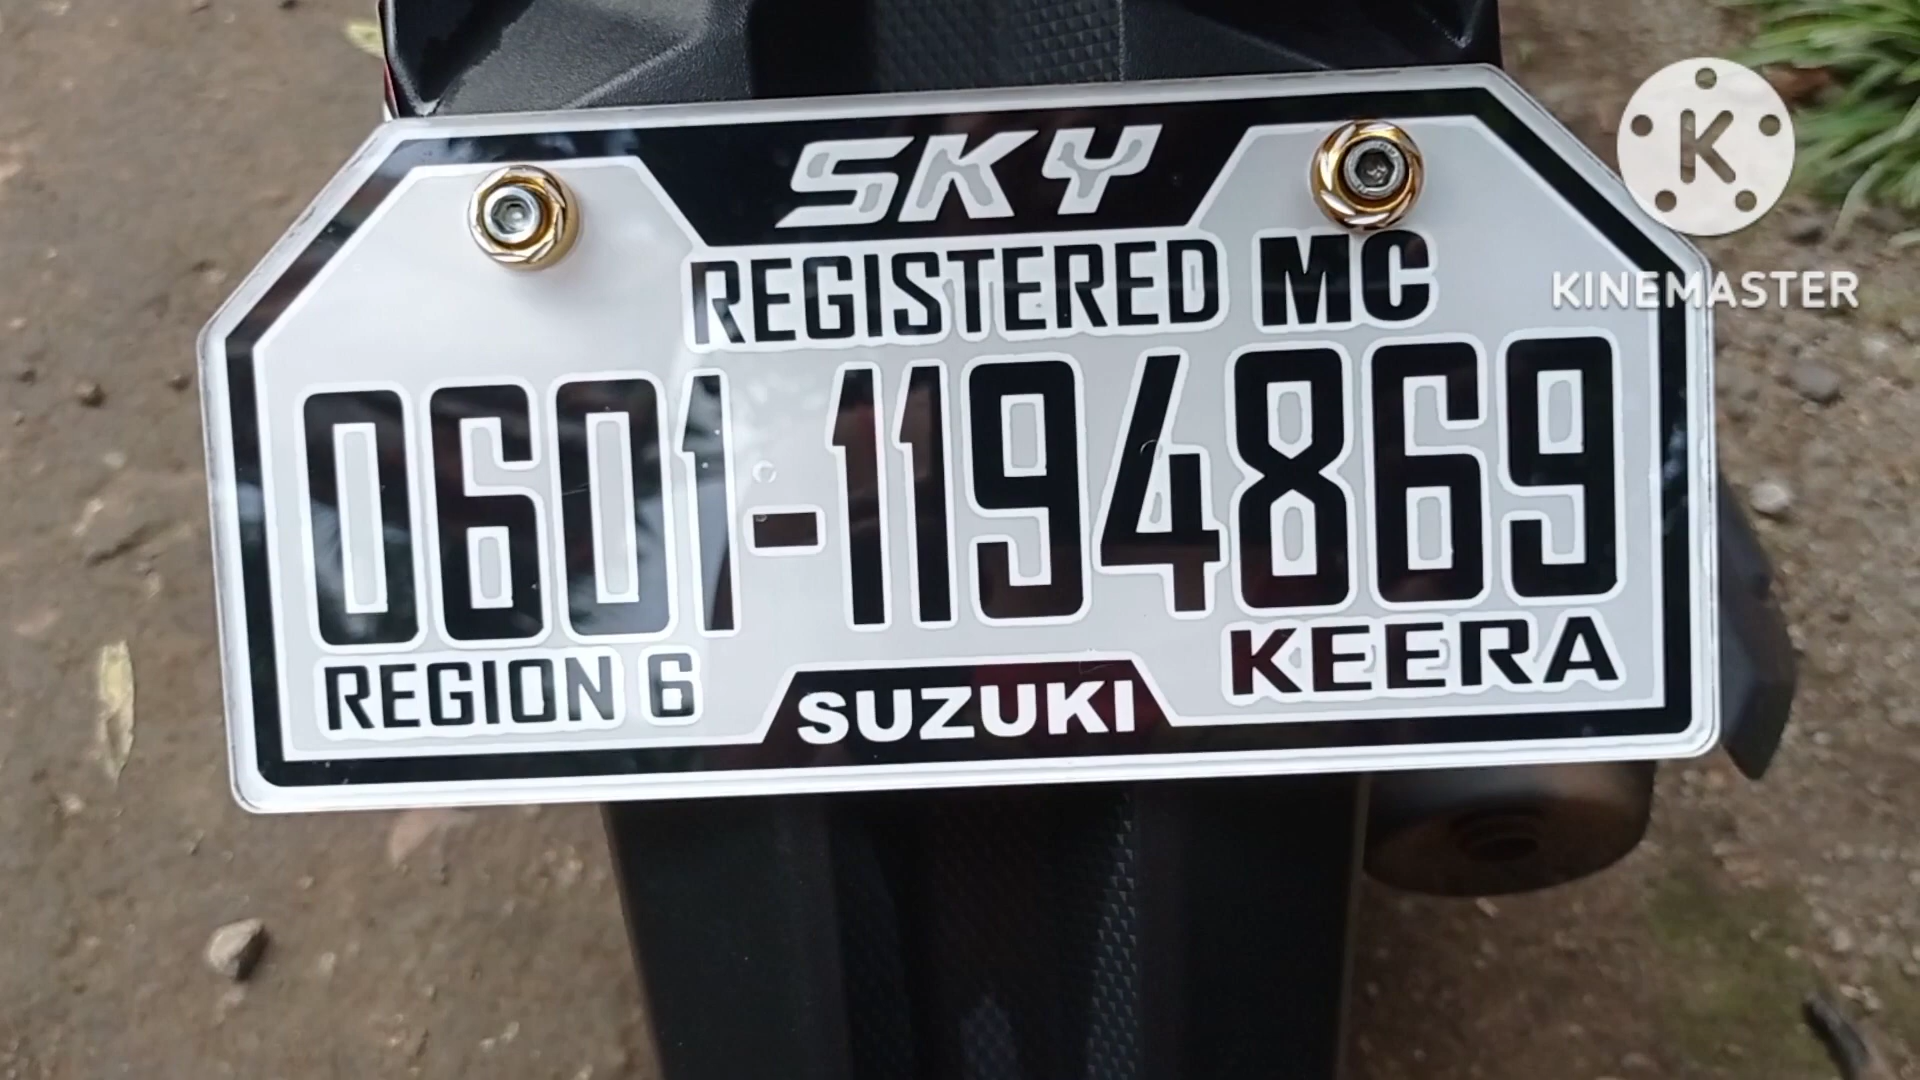 SKY
REGISTERED MC
0601-1194869
REGION 6
SUZUKI
KEERA
K
KINEMASTER